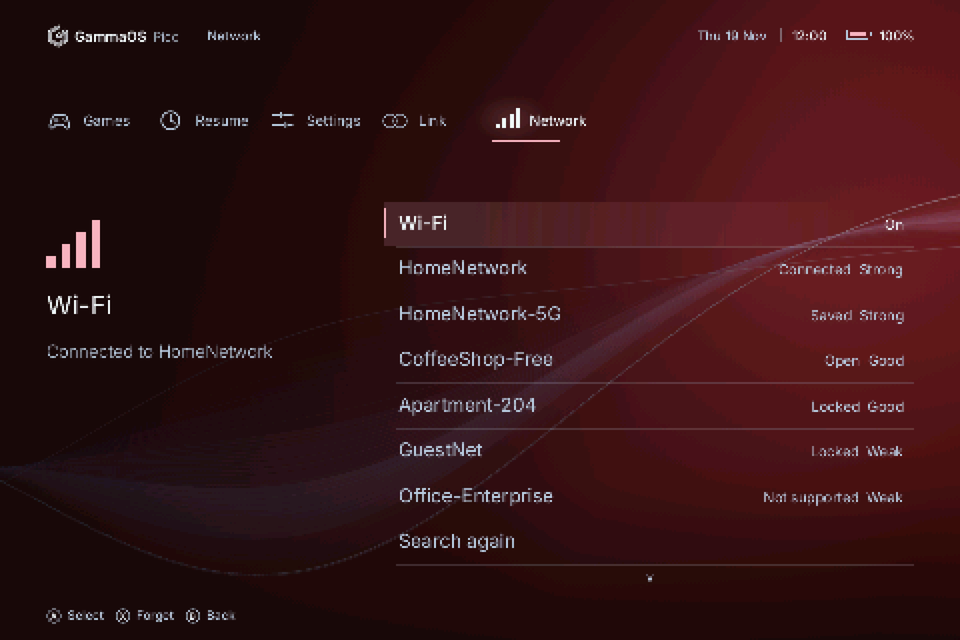 GammaOS Pico Network Thu 19 Nov | 12:00 100%
Games Resume Settings Link Network
Wi-Fi
Connected to HomeNetwork
Wi-Fi On
HomeNetwork Connected Strong
HomeNetwork-5G Saved Strong
CoffeeShop-Free Open Good
Apartment-204 Locked Good
GuestNet Locked Weak
Office-Enterprise Not supported Weak
Search again
A Select X Forget B Back